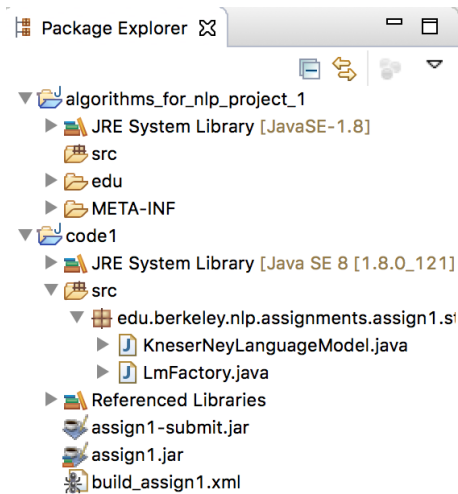 Package Explorer
algorithms_for_nlp_project_1
JRE System Library [JavaSE-1.8]
src
edu
META-INF
code1
JRE System Library [Java SE 8 [1.8.0_121]
src
edu.berkeley.nlp.assignments.assign1.st
KneserNeyLanguageModel.java
LmFactory.java
Referenced Libraries
assign1-submit.jar
assign1.jar
build_assign1.xml